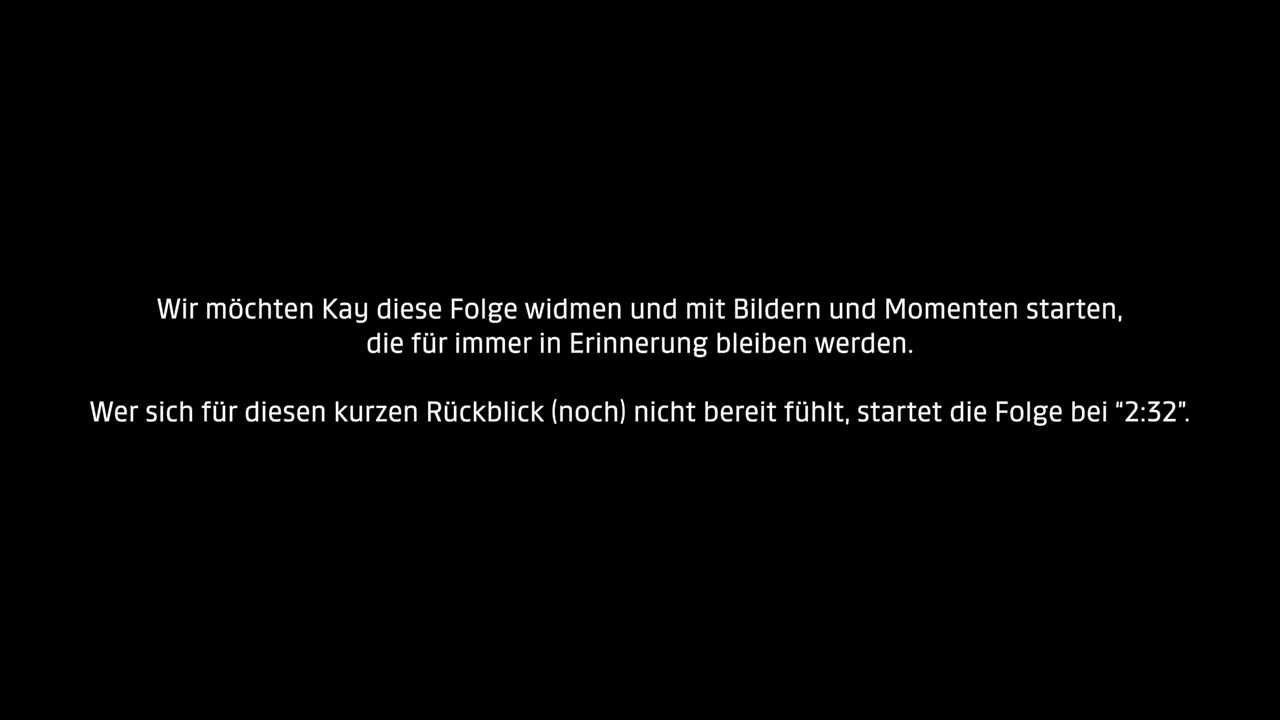 Wir möchten Kay diese Folge widmen und mit Bildern und Momenten starten,
die für immer in Erinnerung bleiben werden.
Wer sich für diesen kurzen Rückblick (noch) nicht bereit fühlt, startet die Folge bei “2:32”.